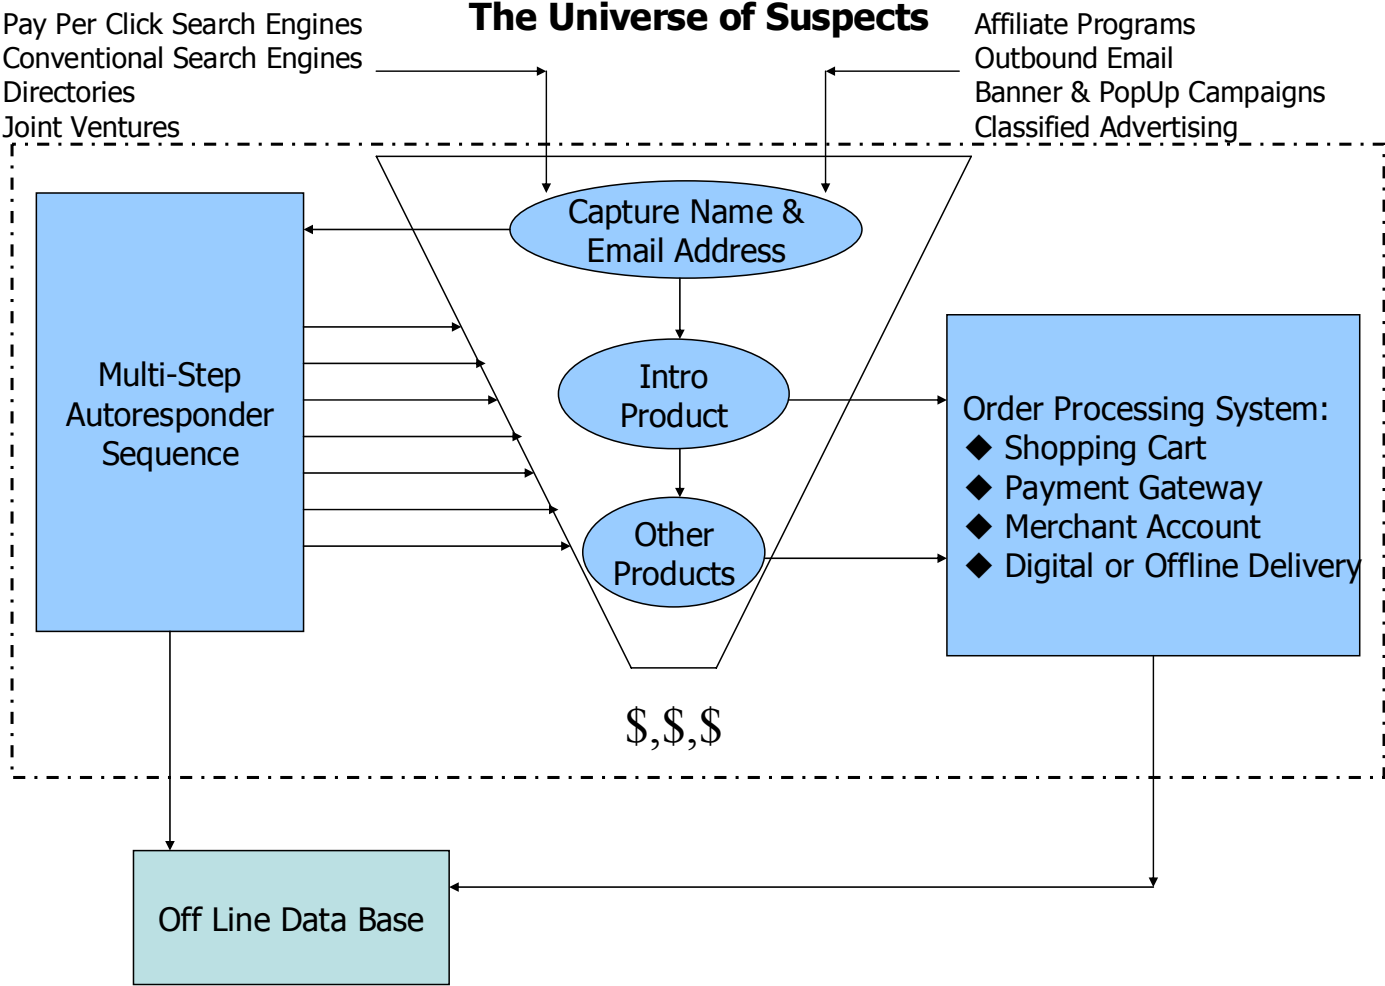 The Universe of Suspects
Pay Per Click Search Engines
Conventional Search Engines
Directories
Joint Ventures
Affiliate Programs
Outbound Email
Banner & PopUp Campaigns
Classified Advertising
Capture Name &
Email Address
Multi-Step
Autoresponder
Sequence
Intro
Product
Other
Products
Order Processing System:
◆ Shopping Cart
◆ Payment Gateway
◆ Merchant Account
◆ Digital or Offline Delivery
$,$,$
Off Line Data Base